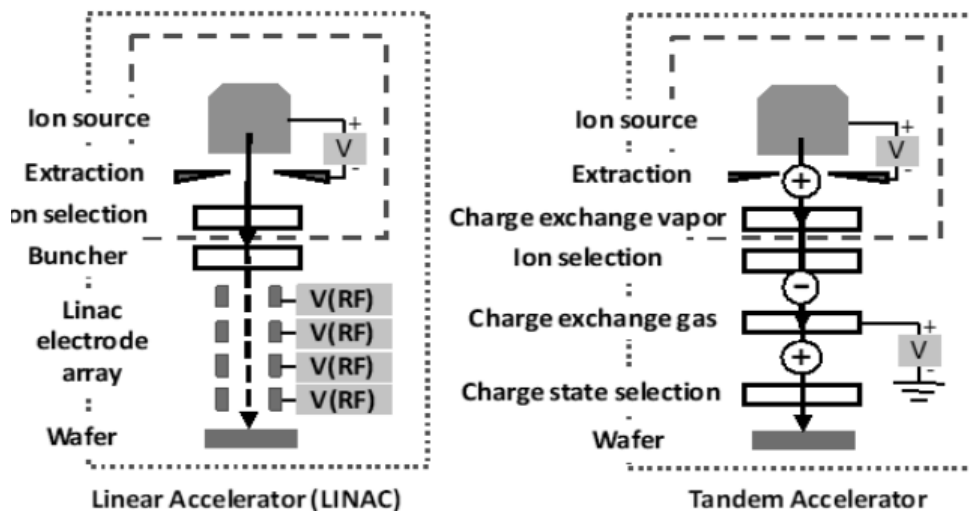 Ion source
+
V
-
Extraction
on selection
Buncher
Linac
electrode
array
V(RF)
V(RF)
V(RF)
V(RF)
Wafer
Linear Accelerator (LINAC)
Ion source
+
V
-
Extraction
+
Charge exchange vapor
Ion selection
−
Charge exchange gas
+
V
-
+
Charge state selection
Wafer
Tandem Accelerator